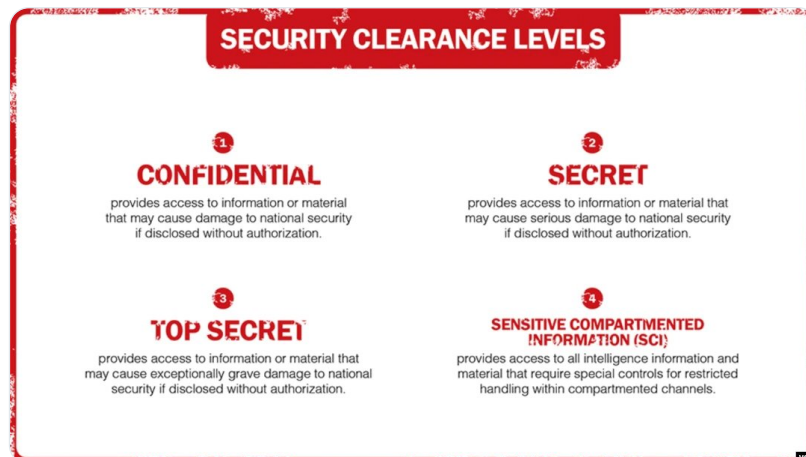 SECURITY CLEARANCE LEVELS
1
CONFIDENTIAL
provides access to information or material
that may cause damage to national security
if disclosed without authorization.
2
SECRET
provides access to information or material that
may cause serious damage to national security
if disclosed without authorization.
3
TOP SECRET
provides access to information or material that
may cause exceptionally grave damage to national
security if disclosed without authorization.
4
SENSITIVE COMPARTMENTED
INFORMATION (SCI)
provides access to all intelligence information and
material that require special controls for restricted
handling within compartmented channels.